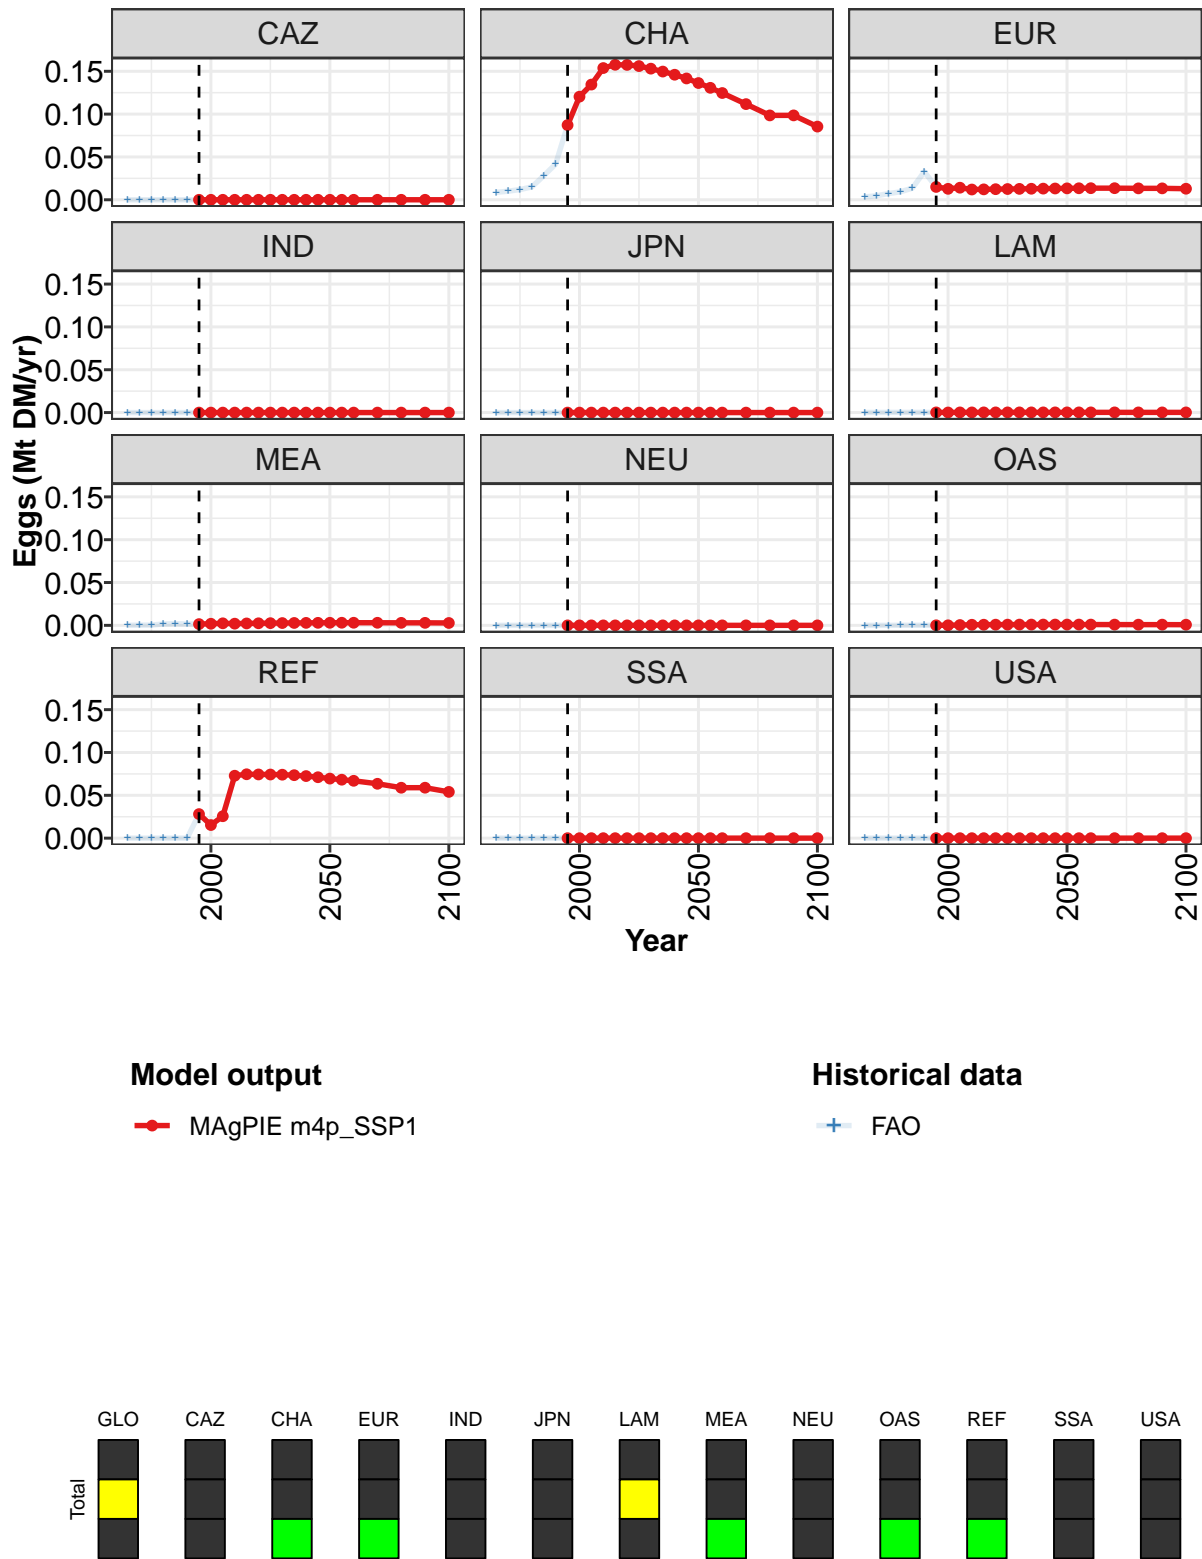 CAZ CHA EUR
0.15
0.10
0.05
0.00
IND JPN LAM
0.15
0.10
0.05
0.00
MEA NEU OAS
0.15
0.10
0.05
0.00
REF SSA USA
0.15
0.10
0.05
0.00
Eggs (Mt DM/yr)
2000 2050 2100 2000 2050 2100 2000 2050 2100
Year
Model output Historical data
MAgPIE m4p_SSP1 FAO
GLO CAZ CHA EUR IND JPN LAM MEA NEU OAS REF SSA USA
Total